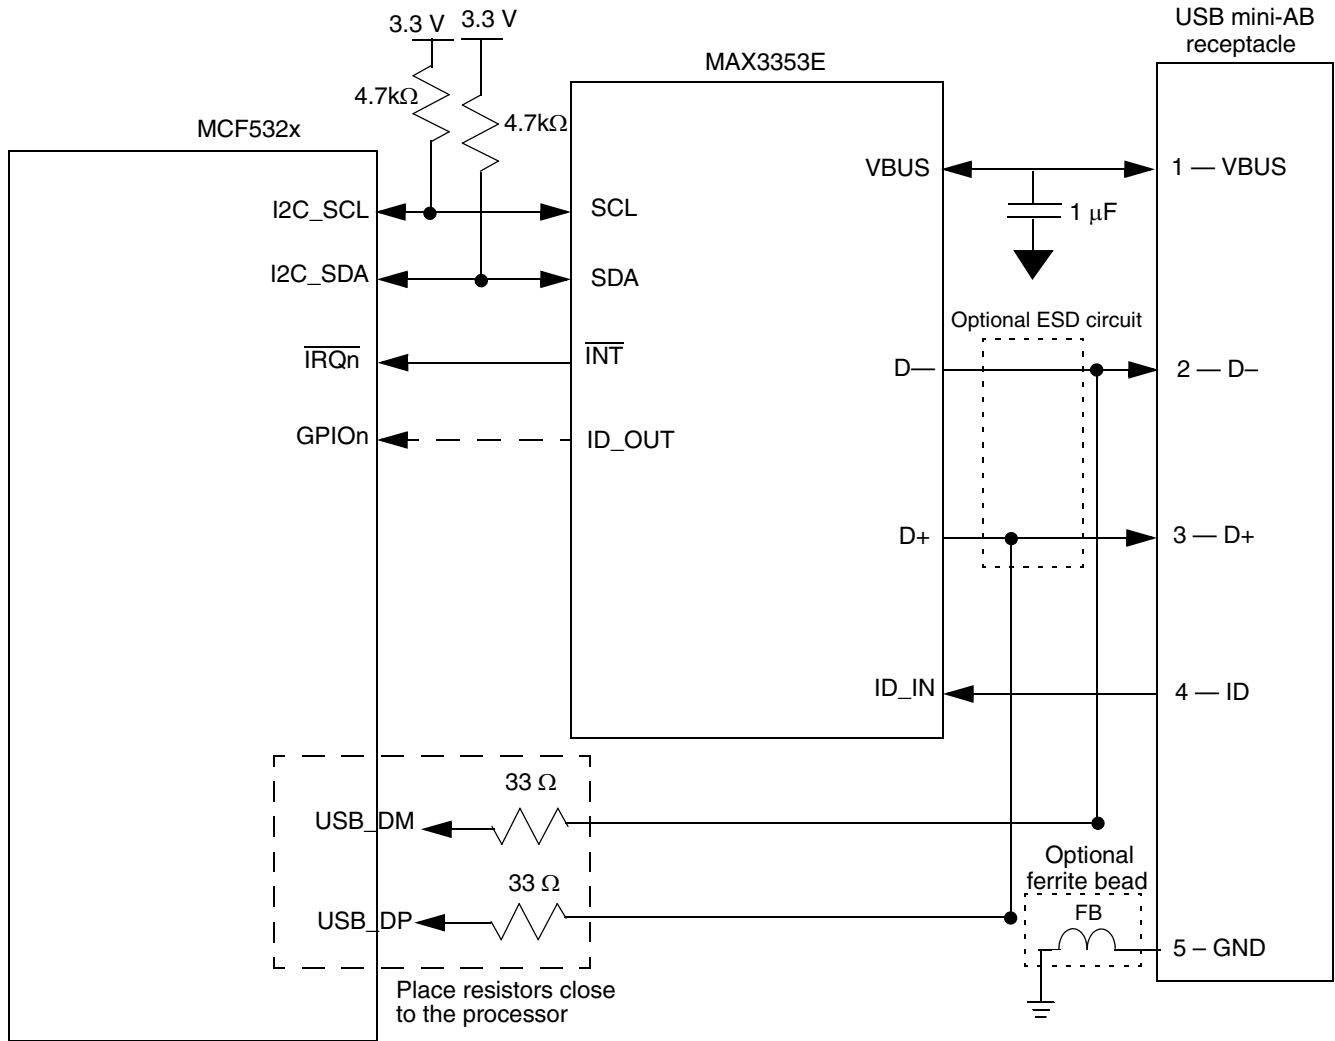 3.3 V 3.3 V
USB mini-AB
receptacle
MAX3353E
4.7kΩ
4.7kΩ
MCF532x
VBUS
1 — VBUS
I2C_SCL
SCL
1 μF
I2C_SDA
SDA
Optional ESD circuit
IRQn
INT
D—
2 — D–
GPIOn
ID_OUT
D+
3 — D+
ID_IN
4 — ID
33 Ω
USB_DM
Optional
ferrite bead
33 Ω
FB
USB_DP
5 – GND
Place resistors close
to the processor